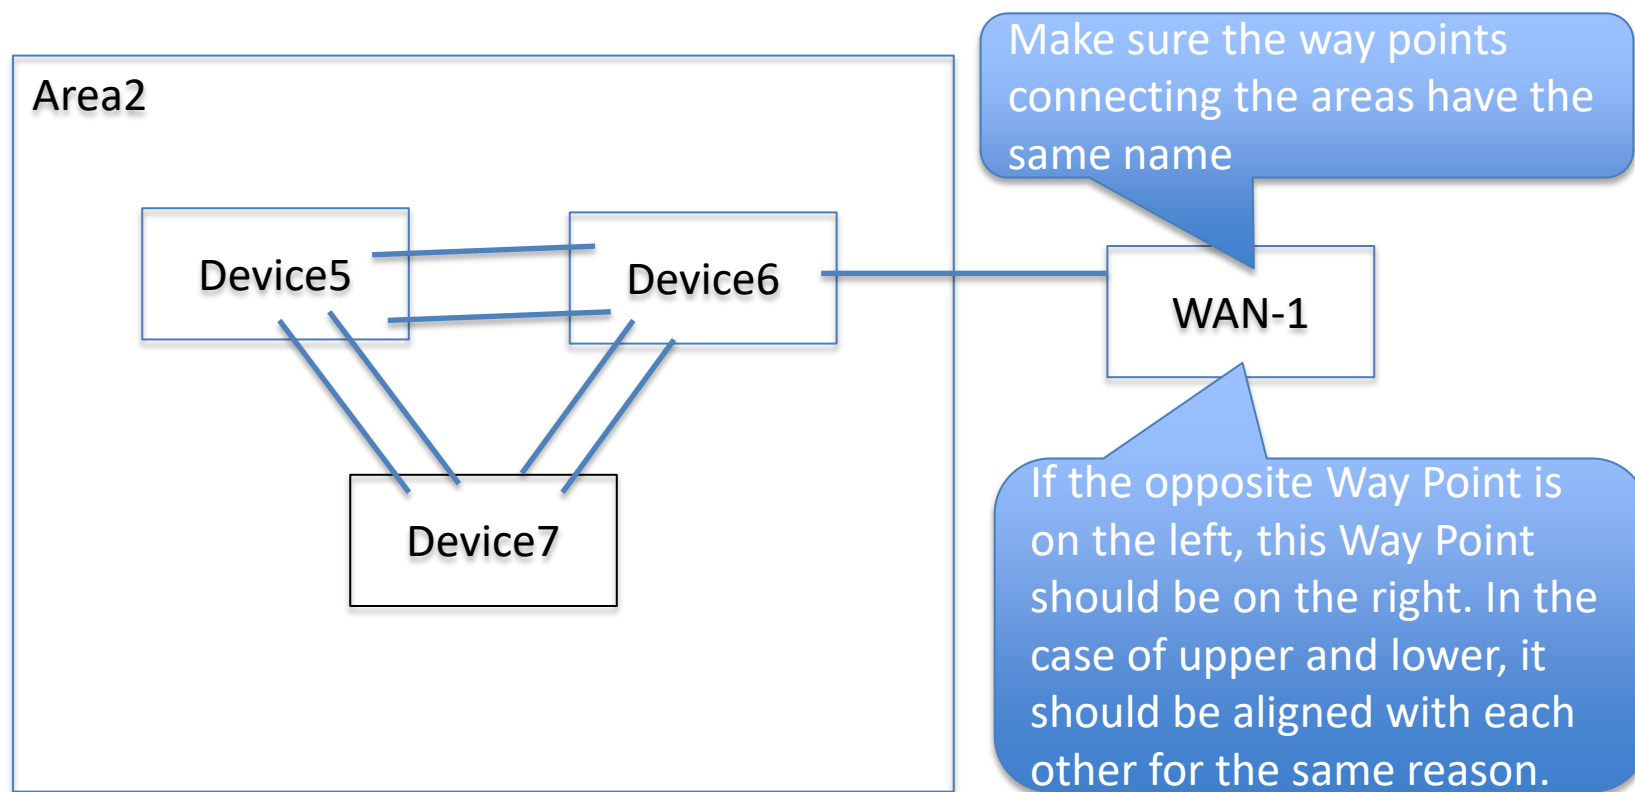 Make sure the way points
connecting the areas have the
same name
Area2
Device5
Device6
WAN-1
Device7
If the opposite Way Point is
on the left, this Way Point
should be on the right. In the
case of upper and lower, it
should be aligned with each
other for the same reason.